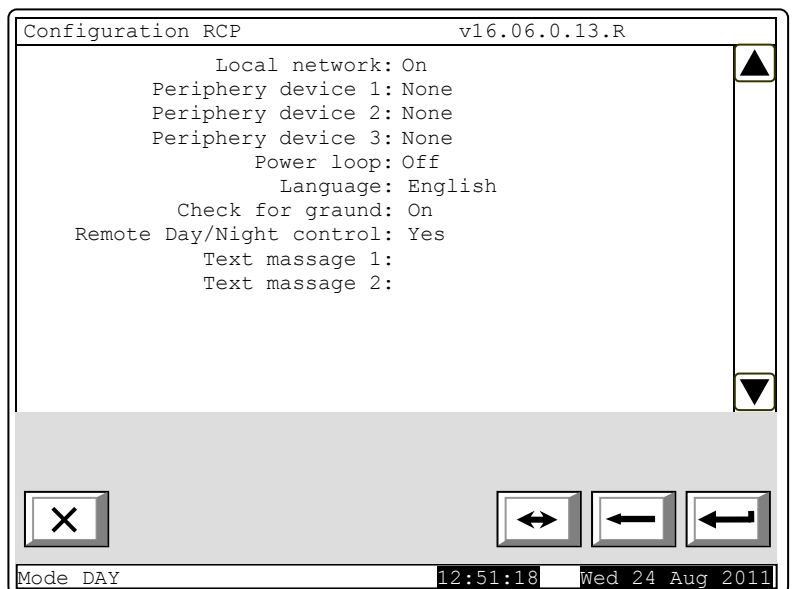 Configuration RCP v16.06.0.13.R
Local network: On
Periphery device 1: None
Periphery device 2: None
Periphery device 3: None
Power loop: Off
Language: English
Check for graund: On
Remote Day/Night control: Yes
Text massage 1:
Text massage 2:
Mode DAY 12:51:18 Wed 24 Aug 2011